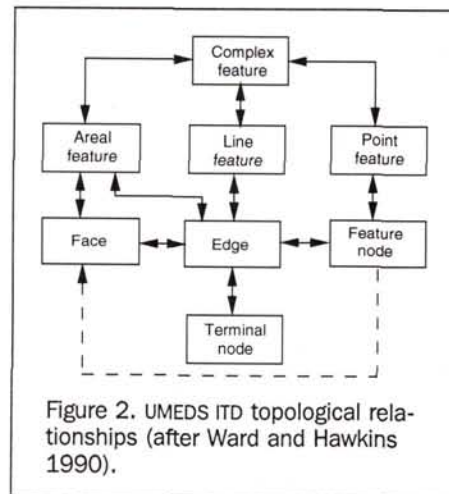 Complex
feature
Areal
feature
Line
feature
Point
feature
Face
Edge
Feature
node
Terminal
node
Figure 2. UMEDS ITD topological rela-
tionships (after Ward and Hawkins
1990).